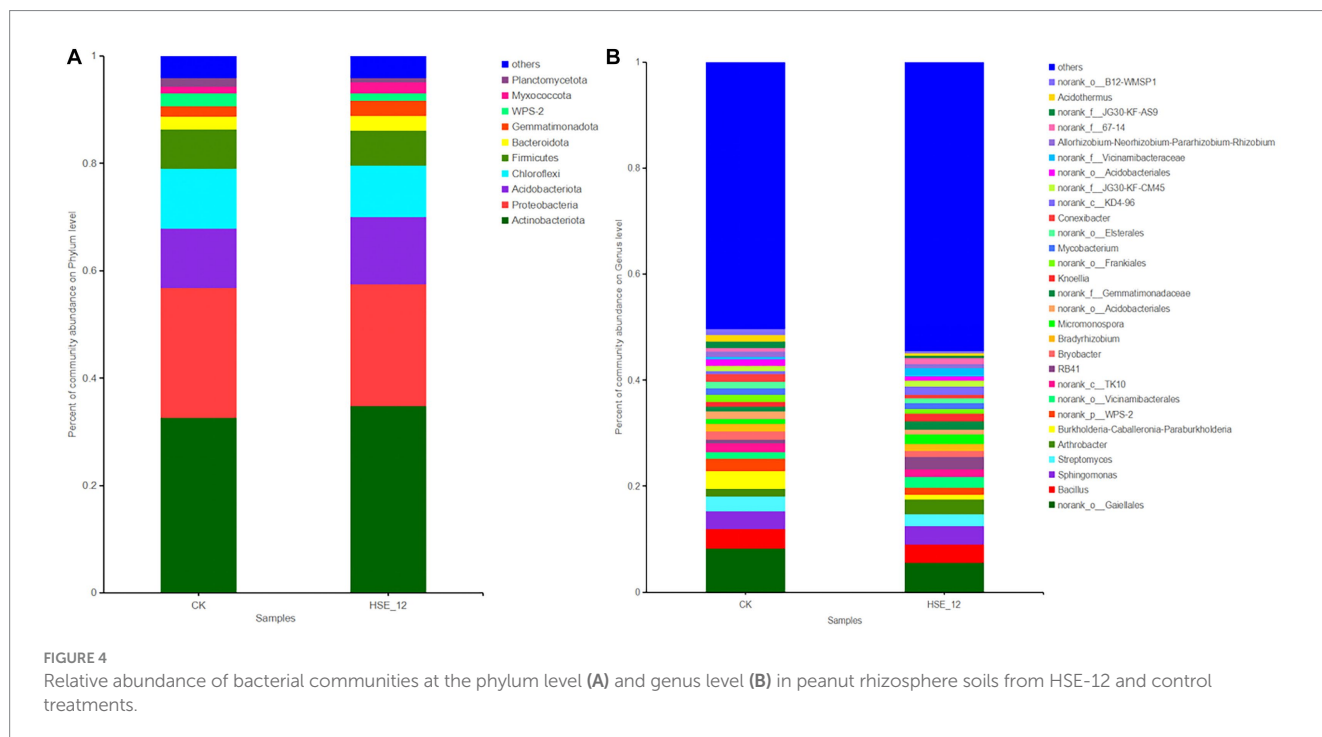 A
Percent of community abundance on Phylum level
1
0.8
0.6
0.4
0.2
0
CK
HSE_12
Samples
others
Planctomycetota
Myxococcota
WPS-2
Gemmatimonadota
Bacteroidota
Firmicutes
Chloroflexi
Acidobacteriota
Proteobacteria
Actinobacteriota
B
Percent of community abundance on Genus level
1
0.8
0.6
0.4
0.2
0
CK
HSE_12
Samples
others
norank_o__B12-WMSP1
Acidothermus
norank_f__JG30-KF-AS9
norank_f__67-14
Allorhizobium-Neorhizobium-Pararhizobium-Rhizobium
norank_f__Vicinamibacteraceae
norank_o__Acidobacteriales
norank_f__JG30-KF-CM45
norank_c__KD4-96
Conexibacter
norank_o__Elsterales
Mycobacterium
norank_o__Frankiales
Knoellia
norank_f__Gemmatimonadaceae
norank_o__Acidobacteriales
Micromonospora
Bradyrhizobium
Bryobacter
RB41
norank_c__TK10
norank_o__Vicinamibacterales
norank_p__WPS-2
Burkholderia-Caballeronia-Paraburkholderia
Arthrobacter
Streptomyces
Sphingomonas
Bacillus
norank_o__Gaiellales
FIGURE 4
Relative abundance of bacterial communities at the phylum level (A) and genus level (B) in peanut rhizosphere soils from HSE-12 and control
treatments.